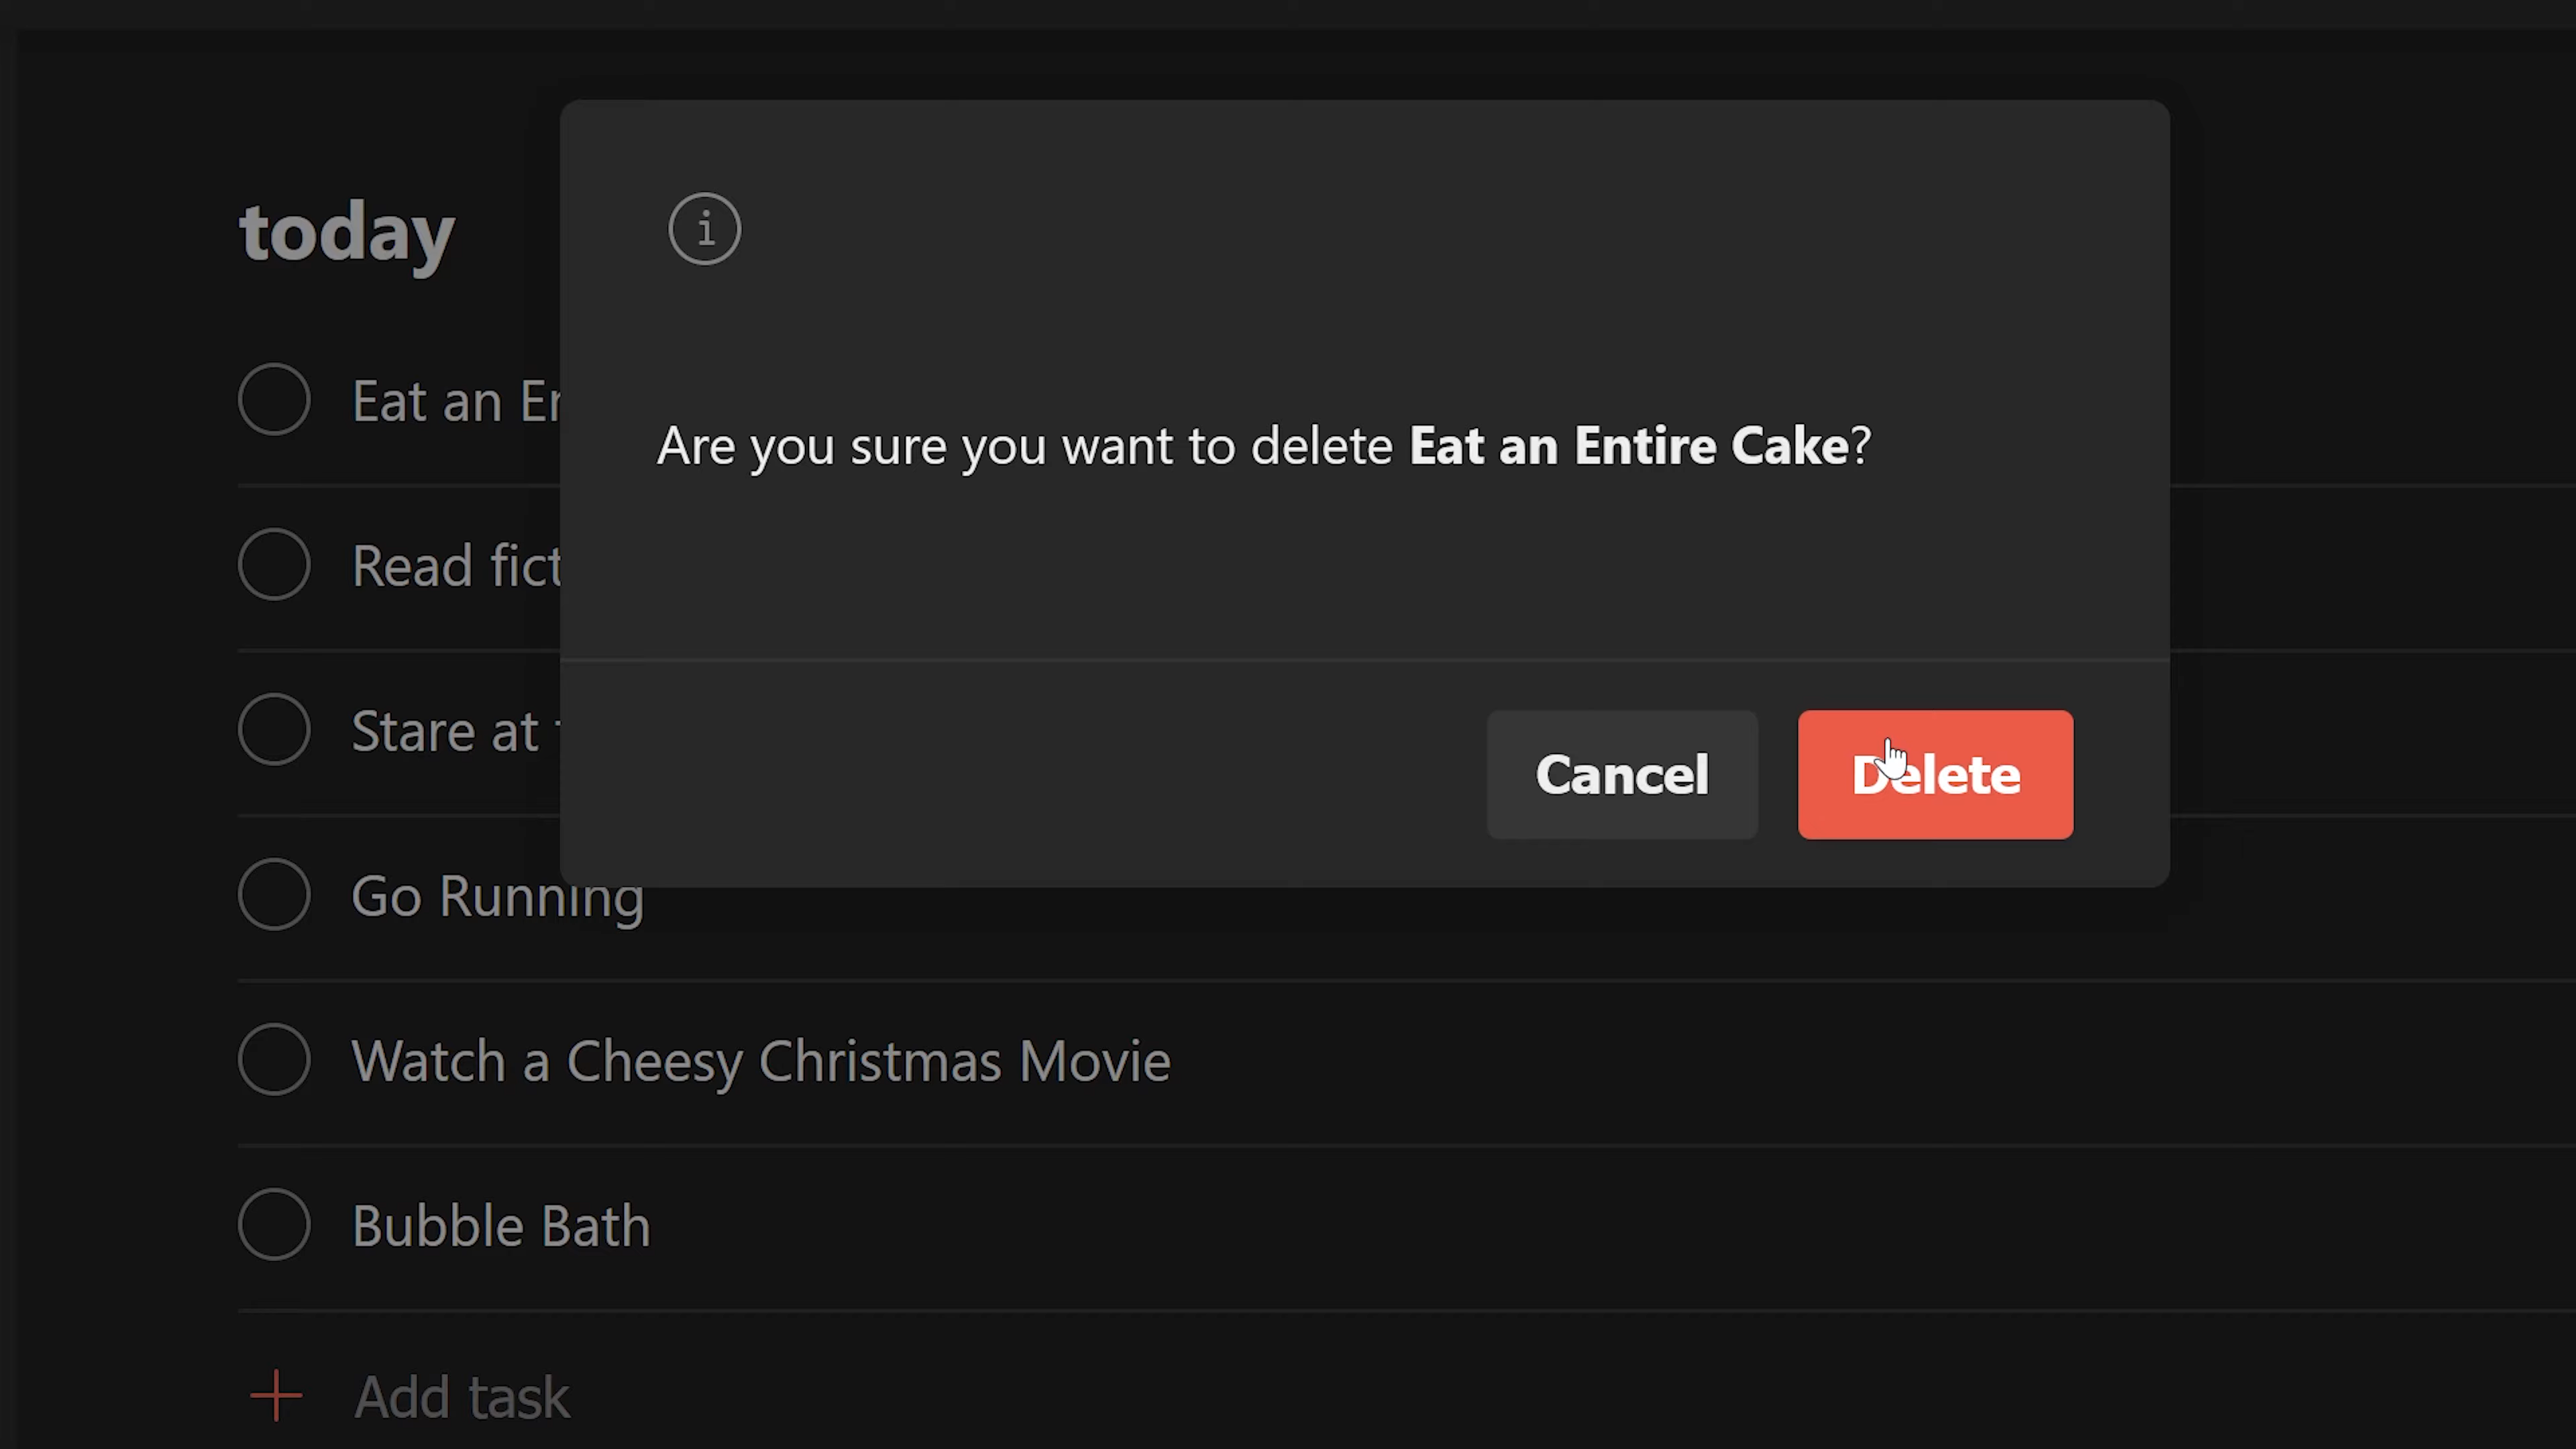 today
Eat an
Are you sure you want to delete Eat an Entire Cake?
Read
Stare at
Cancel
Delete
Go Running
Watch a Cheesy Christmas Movie
Bubble Bath
Add task